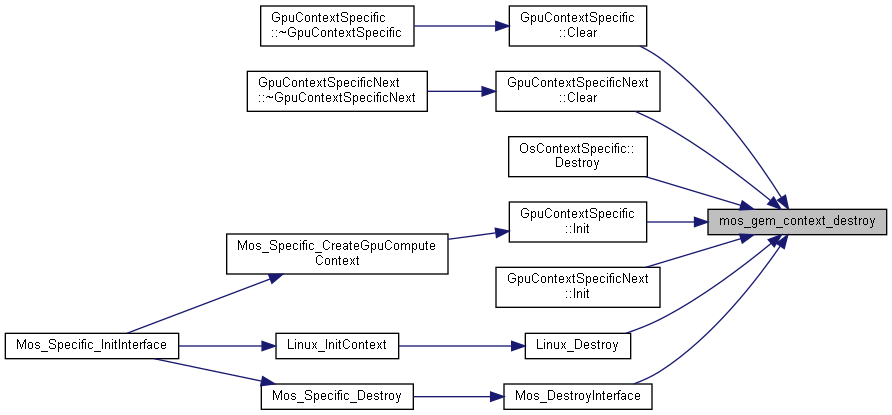 GpuContextSpecific
::~GpuContextSpecific
GpuContextSpecific
::Clear
GpuContextSpecificNext
::~GpuContextSpecificNext
GpuContextSpecificNext
::Clear
OsContextSpecific::
Destroy
mos_gem_context_destroy
GpuContextSpecific
::Init
Mos_Specific_CreateGpuCompute
Context
GpuContextSpecificNext
::Init
Mos_Specific_InitInterface
Linux_InitContext
Linux_Destroy
Mos_Specific_Destroy
Mos_DestroyInterface